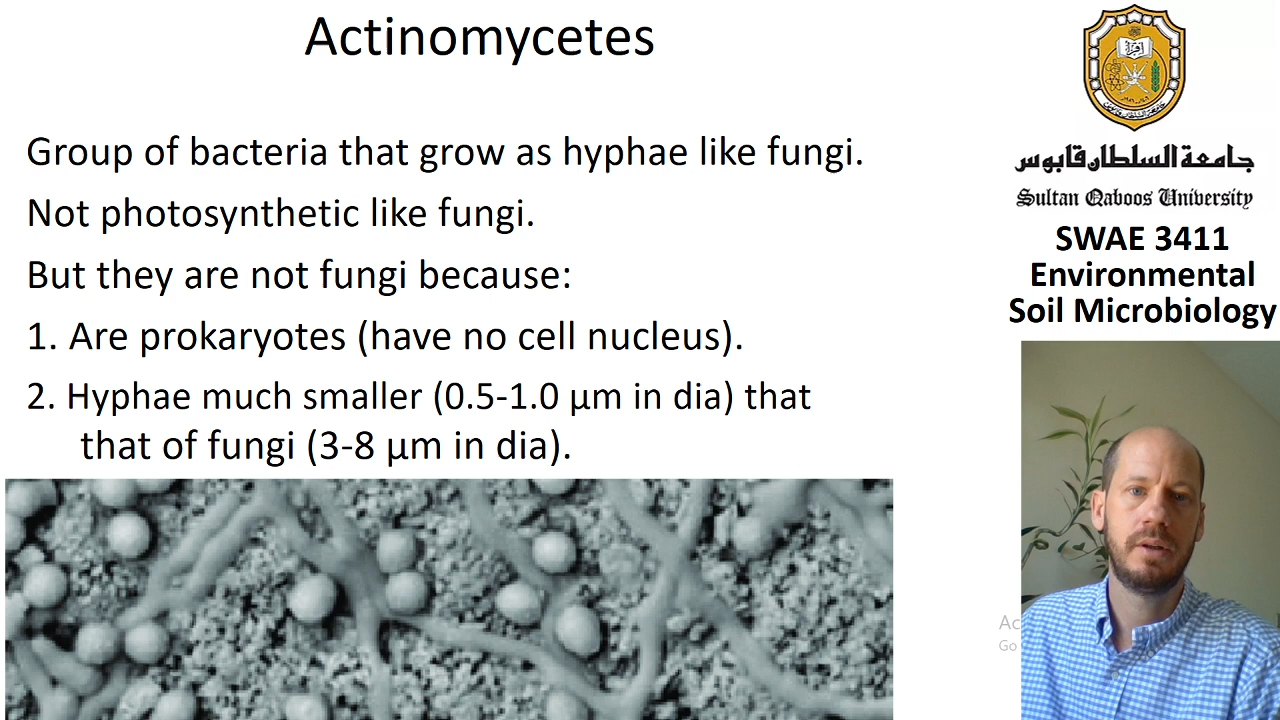 Actinomycetes
Group of bacteria that grow as hyphae like fungi.
Not photosynthetic like fungi.
But they are not fungi because:
1. Are prokaryotes (have no cell nucleus).
2. Hyphae much smaller (0.5-1.0 µm in dia) that
that of fungi (3-8 µm in dia).
جامعة السلطان قابوس
Sultan Qaboos University
SWAE 3411
Environmental
Soil Microbiology
Ac
Go